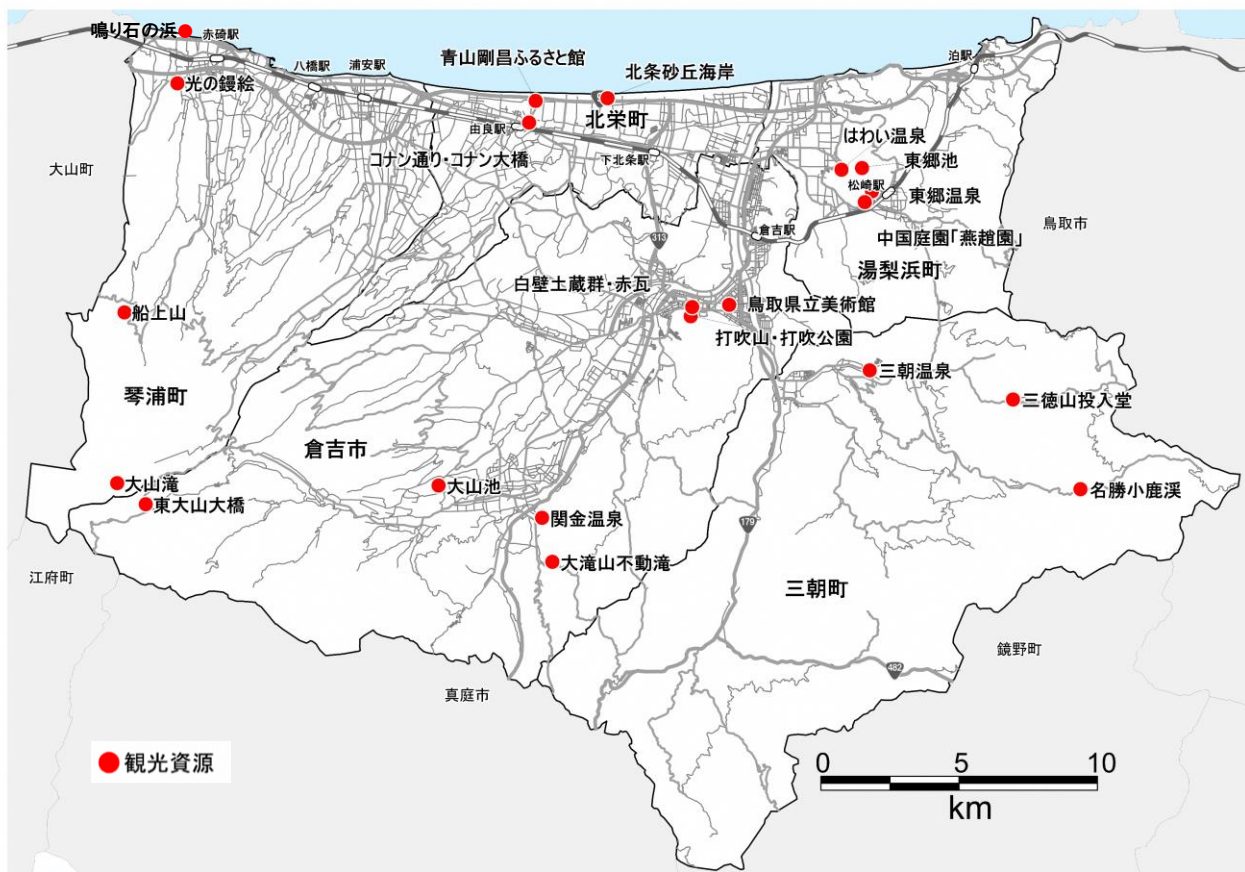 鳴り石の浜
赤碕駅
八橋駅
浦安駅
青山剛昌ふるさと館
北条砂丘海岸
泊駅
光の鏝絵
北栄町
由良駅
コナン通り・コナン大橋
下北条駅
はわい温泉
東郷池
松崎駅
東郷温泉
大山町
鳥取市
倉吉駅
中国庭園「燕趙園」
湯梨浜町
313
白壁土蔵群・赤瓦
鳥取県立美術館
打吹山・打吹公園
船上山
三朝温泉
三徳山投入堂
琴浦町
倉吉市
大山滝
東大山大橋
大山池
関金温泉
名勝小鹿渓
179
大滝山不動滝
江府町
三朝町
鏡野町
482
真庭市
観光資源
0 5 10
km